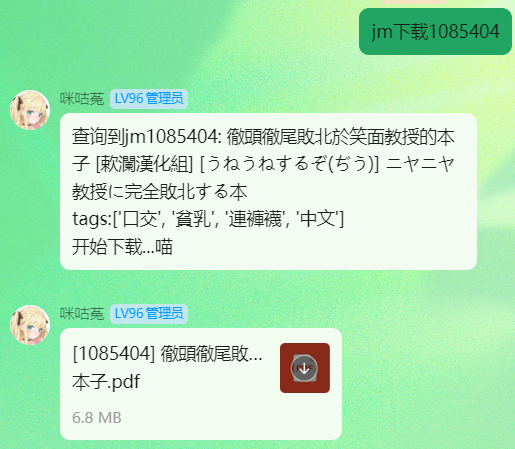 jm下载1085404
咪咕菟 LV96 管理员
查询到jm1085404: 徹頭徹尾敗北於笑面教授的本
子 [欶瀾漢化組] [うねうねするぞ(ぢう)] ニヤニヤ
教授に完全敗北する本
tags:['口交', '貧乳', '連褲襪', '中文']
开始下载...喵
咪咕菟 LV96 管理员
[1085404] 徹頭徹尾敗...
本子.pdf
6.8 MB